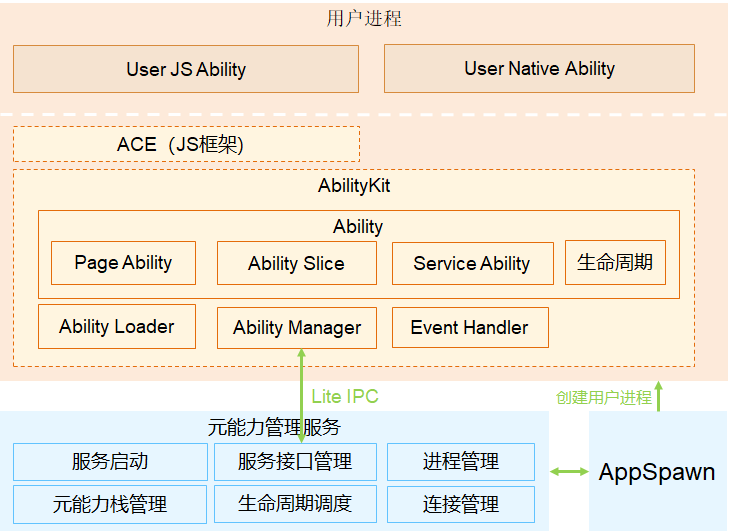 用户进程
User JS Ability
User Native Ability
ACE（JS框架)
AbilityKit
Ability
Page Ability
Ability Slice
Service Ability
生命周期
Ability Loader
Ability Manager
Event Handler
Lite IPC
创建用户进程
元能力管理服务
服务启动
服务接口管理
进程管理
元能力栈管理
生命周期调度
连接管理
AppSpawn